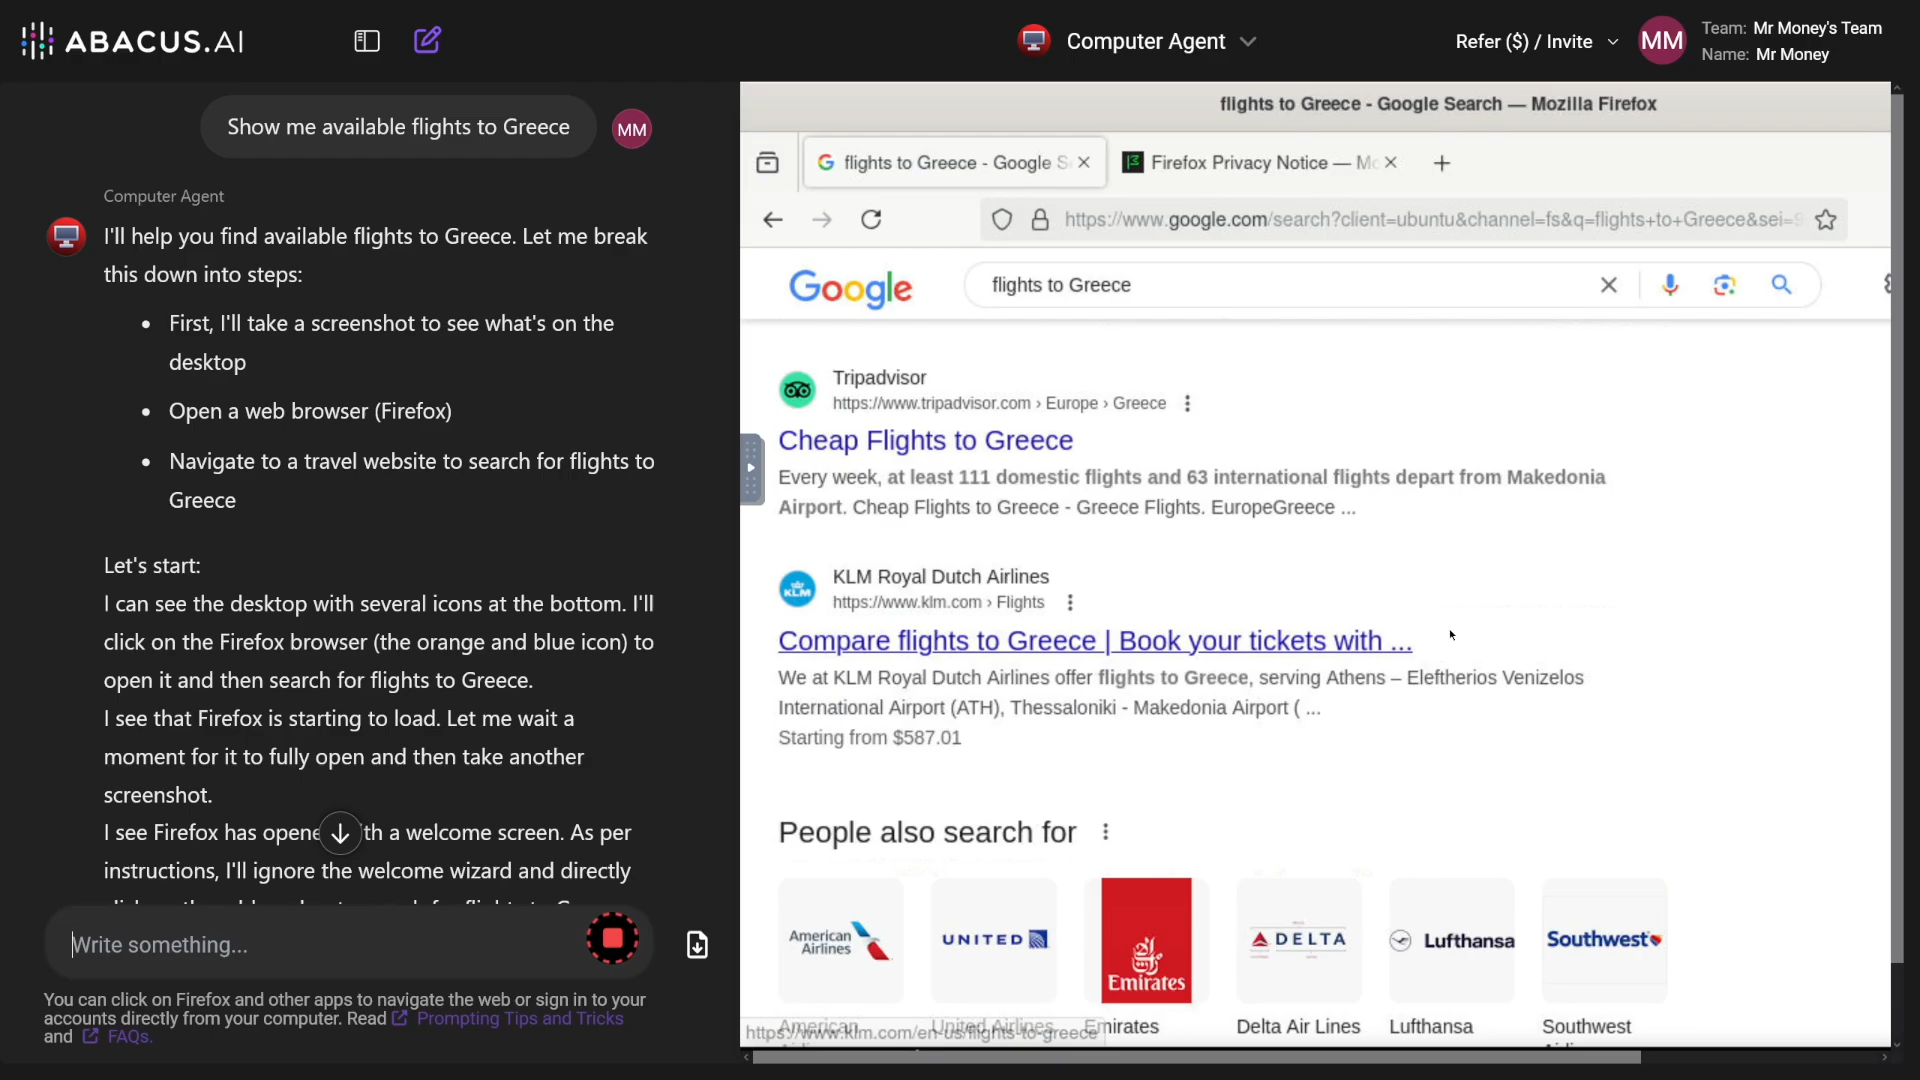 ABACUS.AI
Computer Agent
Refer ($) / Invite
MM
Team: Mr Money's Team
Name: Mr Money
Show me available flights to Greece
MM
Computer Agent
I'll help you find available flights to Greece. Let me break
this down into steps:
• First, I'll take a screenshot to see what's on the
desktop
• Open a web browser (Firefox)
• Navigate to a travel website to search for flights to
Greece
Let's start:
I can see the desktop with several icons at the bottom. I'll
click on the Firefox browser (the orange and blue icon) to
open it and then search for flights to Greece.
I see that Firefox is starting to load. Let me wait a
moment for it to fully open and then take another
screenshot.
I see Firefox has opene th a welcome screen. As per
instructions, I'll ignore the welcome wizard and directly
Write something...
You can click on Firefox and other apps to navigate the web or sign in to your
accounts directly from your computer. Read Prompting Tips and Tricks
and FAQs.
flights to Greece - Google Search — Mozilla Firefox
flights to Greece - Google S
Firefox Privacy Notice — Mo
https://www.google.com/search?client=ubuntu&channel=fs&q=flights+to+Greece&sei=
Google
flights to Greece
Tripadvisor
https://www.tripadvisor.com › Europe › Greece
Cheap Flights to Greece
Every week, at least 111 domestic flights and 63 international flights depart from Makedonia
Airport. Cheap Flights to Greece - Greece Flights. EuropeGreece ...
KLM
KLM Royal Dutch Airlines
https://www.klm.com › Flights
Compare flights to Greece | Book your tickets with ...
We at KLM Royal Dutch Airlines offer flights to Greece, serving Athens – Eleftherios Venizelos
International Airport (ATH), Thessaloniki - Makedonia Airport ( ...
Starting from $587.01
People also search for
American
Airlines
UNITED
Emirates
DELTA
Lufthansa
Southwest
American
United Airlines
Emirates
Delta Air Lines
Lufthansa
Southwest
https://www.klm.com/en-us/flights-to-greece